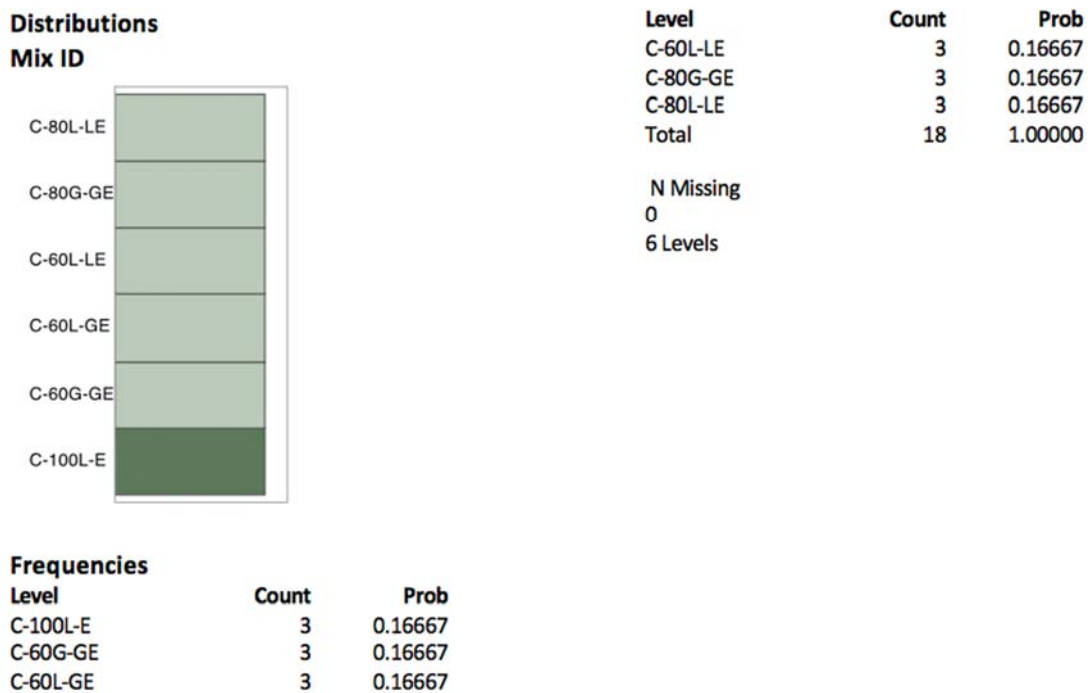 Distributions
Mix ID
C-80L-LE
C-80G-GE
C-60L-LE
C-60L-GE
C-60G-GE
C-100L-E
Frequencies
Level Count Prob
C-100L-E 3 0.16667
C-60G-GE 3 0.16667
C-60L-GE 3 0.16667
Level Count Prob
C-60L-LE 3 0.16667
C-80G-GE 3 0.16667
C-80L-LE 3 0.16667
Total 18 1.00000
N Missing
0
6 Levels